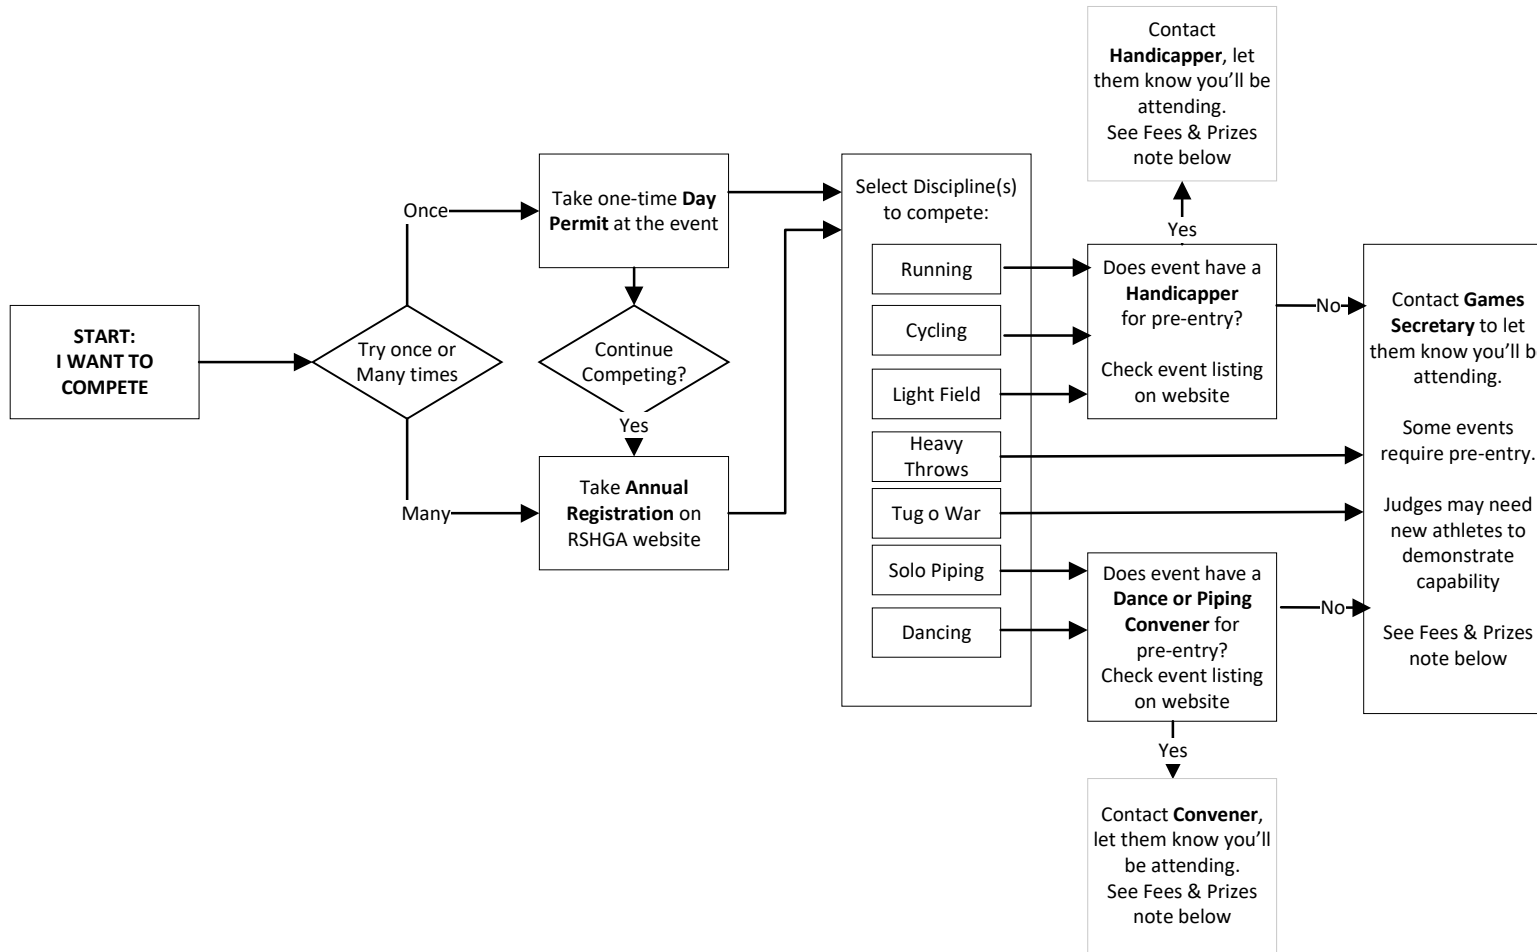 START:
I WANT TO
COMPETE
Try once or
Many times
Once
Many
Take one-time Day
Permit at the event
Continue
Competing?
Yes
Take Annual
Registration on
RSHGA website
Select Discipline(s)
to compete:
Running
Cycling
Light Field
Heavy
Throws
Tug o War
Solo Piping
Dancing
Contact
Handicapper, let
them know you’ll be
attending.
See Fees & Prizes
note below
Yes
Does event have a
Handicapper
for pre-entry?
Check event listing
on website
No
Does event have a
Dance or Piping
Convener for
pre-entry?
Check event listing
on website
No
Yes
Contact Convener,
let them know you’ll
be attending.
See Fees & Prizes
note below
Contact Games
Secretary to let
them know you’ll b
attending.
Some events
require pre-entry.
Judges may need
new athletes to
demonstrate
capability
See Fees & Prizes
note below